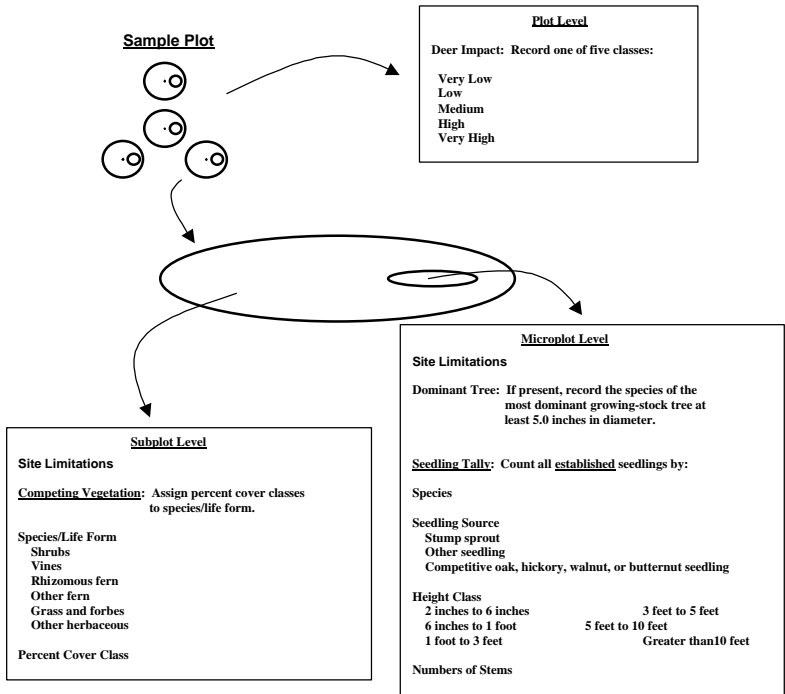 Sample Plot
Plot Level
Deer Impact: Record one of five classes:
Very Low
Low
Medium
High
Very High
Subplot Level
Site Limitations
Competing Vegetation: Assign percent cover classes
to species/life form.
Species/Life Form
Shrubs
Vines
Rhizomous fern
Other fern
Grass and forbes
Other herbaceous
Percent Cover Class
Microplot Level
Site Limitations
Dominant Tree: If present, record the species of the
most dominant growing-stock tree at
least 5.0 inches in diameter.
Seedling Tally: Count all established seedlings by:
Species
Seedling Source
Stump sprout
Other seedling
Competitive oak, hickory, walnut, or butternut seedling
Height Class
2 inches to 6 inches 3 feet to 5 feet
6 inches to 1 foot 5 feet to 10 feet
1 foot to 3 feet Greater than10 feet
Numbers of Stems